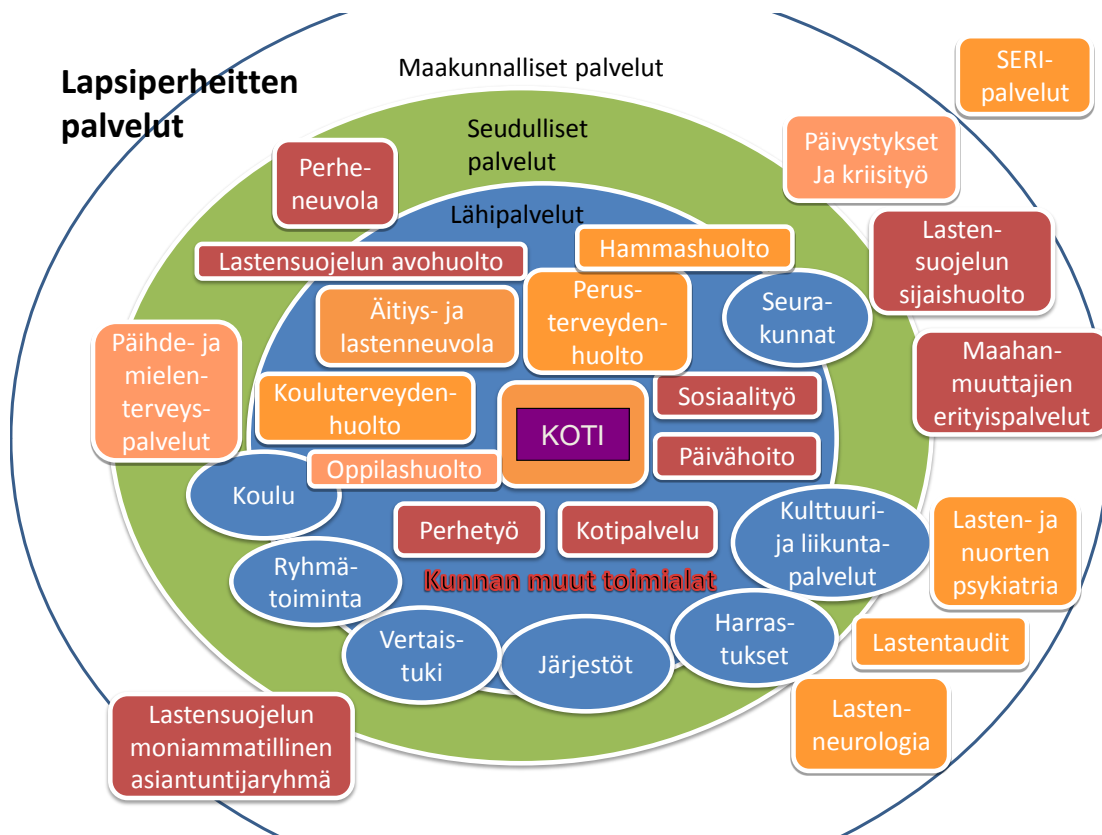 Lapsiperheitten
palvelut
Maakunnalliset palvelut
SERI-
palvelut
Seudulliset
palvelut
Päivystykset
Ja kriisityö
Perhe-
neuvola
Lähipalvelut
Lastensuojelun avohuolto
Hammashuolto
Lasten-
suojelun
sijaishuolto
Äitiys- ja
lastenneuvola
Perus-
terveyden-
huolto
Seura-
kunnat
Päihde- ja
mielen-
terveys-
palvelut
Maahan-
muuttajien
erityispalvelut
Kouluterveyden-
huolto
KOTI
Sosiaalityö
Päivähoito
Oppilashuolto
Koulu
Perhetyö
Kotipalvelu
Kulttuuri-
ja liikunta-
palvelut
Lasten- ja
nuorten
psykiatria
Ryhmä-
toiminta
Kunnan muut toimialat
Vertais-
tuki
Järjestöt
Harras-
tukset
Lastentaudit
Lasten-
neurologia
Lastensuojelun
moniammatillinen
asiantuntijaryhmä